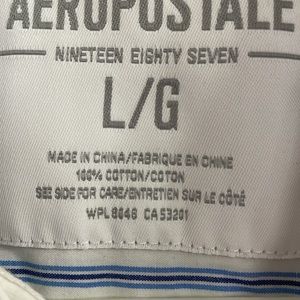 AEROPOSTALE
NINETEEN EIGHTY SEVEN
L/G
MADE IN CHINA/FABRIQUE EN CHINE
100% COTTON/COTON
SEE SIDE FOR CARE/ENTRETIEN SUR LE CÔTÉ
WPL 8646 CA 53201